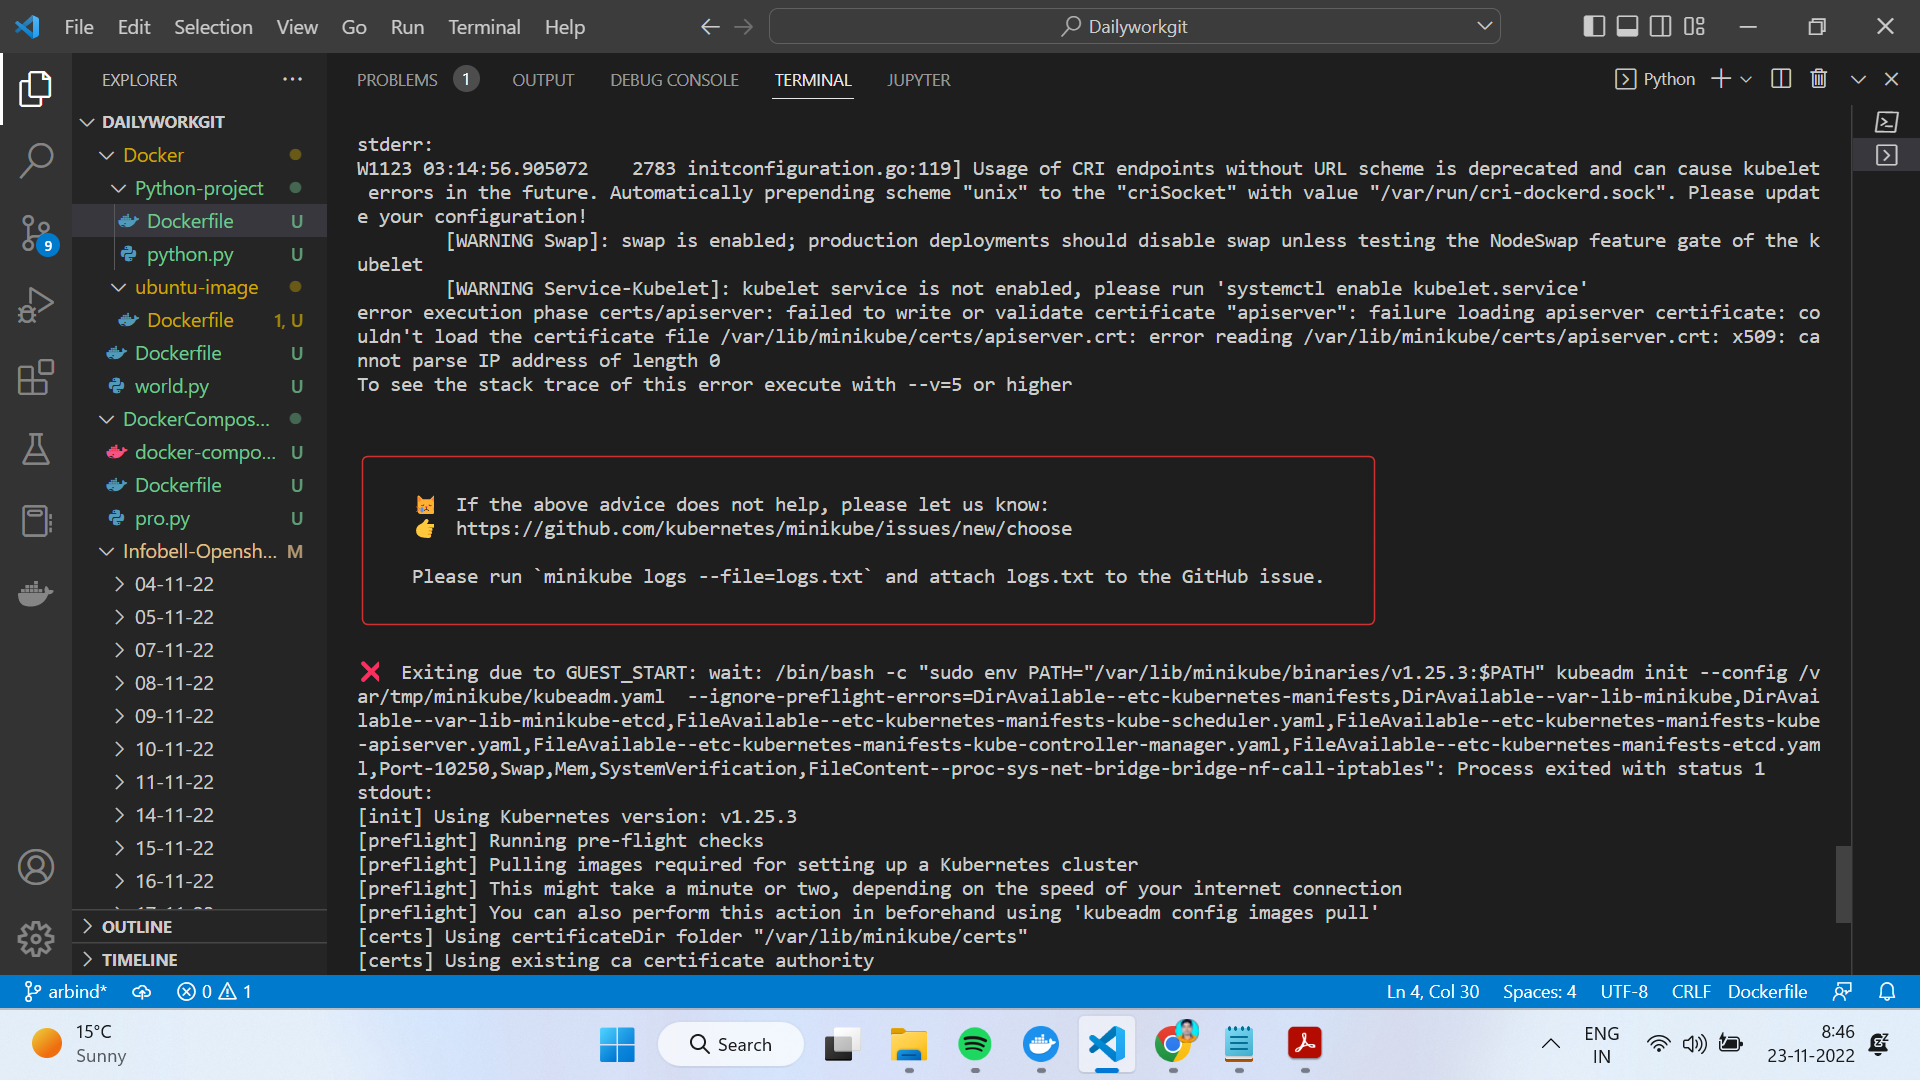 File Edit Selection View Go Run Terminal Help
Dailyworkgit
EXPLORER
PROBLEMS 1 OUTPUT DEBUG CONSOLE TERMINAL JUPYTER
Python
DAILYWORKGIT
Docker
Python-project
Dockerfile U
python.py U
ubuntu-image
Dockerfile 1, U
Dockerfile U
world.py U
DockerCompos...
docker-compo... U
Dockerfile U
pro.py U
Infobell-Opensh... M
04-11-22
05-11-22
07-11-22
08-11-22
09-11-22
10-11-22
11-11-22
14-11-22
15-11-22
16-11-22
OUTLINE
TIMELINE
9
stderr:
W1123 03:14:56.905072    2783 initconfiguration.go:119] Usage of CRI endpoints without URL scheme is deprecated and can cause kubelet
errors in the future. Automatically prepending scheme "unix" to the "criSocket" with value "/var/run/cri-dockerd.sock". Please updat
e your configuration!
[WARNING Swap]: swap is enabled; production deployments should disable swap unless testing the NodeSwap feature gate of the k
ubelet
[WARNING Service-Kubelet]: kubelet service is not enabled, please run 'systemctl enable kubelet.service'
error execution phase certs/apiserver: failed to write or validate certificate "apiserver": failure loading apiserver certificate: co
uldn't load the certificate file /var/lib/minikube/certs/apiserver.crt: error reading /var/lib/minikube/certs/apiserver.crt: x509: ca
nnot parse IP address of length 0
To see the stack trace of this error execute with --v=5 or higher
If the above advice does not help, please let us know:
https://github.com/kubernetes/minikube/issues/new/choose
Please run `minikube logs --file=logs.txt` and attach logs.txt to the GitHub issue.
Exiting due to GUEST_START: wait: /bin/bash -c "sudo env PATH="/var/lib/minikube/binaries/v1.25.3:$PATH" kubeadm init --config /v
ar/tmp/minikube/kubeadm.yaml  --ignore-preflight-errors=DirAvailable--etc-kubernetes-manifests,DirAvailable--var-lib-minikube,DirAvai
lable--var-lib-minikube-etcd,FileAvailable--etc-kubernetes-manifests-kube-scheduler.yaml,FileAvailable--etc-kubernetes-manifests-kube
-apiserver.yaml,FileAvailable--etc-kubernetes-manifests-kube-controller-manager.yaml,FileAvailable--etc-kubernetes-manifests-etcd.yam
l,Port-10250,Swap,Mem,SystemVerification,FileContent--proc-sys-net-bridge-bridge-nf-call-iptables": Process exited with status 1
stdout:
[init] Using Kubernetes version: v1.25.3
[preflight] Running pre-flight checks
[preflight] Pulling images required for setting up a Kubernetes cluster
[preflight] This might take a minute or two, depending on the speed of your internet connection
[preflight] You can also perform this action in beforehand using 'kubeadm config images pull'
[certs] Using certificateDir folder "/var/lib/minikube/certs"
[certs] Using existing ca certificate authority
arbind* 0 1 Ln 4, Col 30 Spaces: 4 UTF-8 CRLF Dockerfile
15°C
Sunny
Search
ENG
IN
8:46
23-11-2022